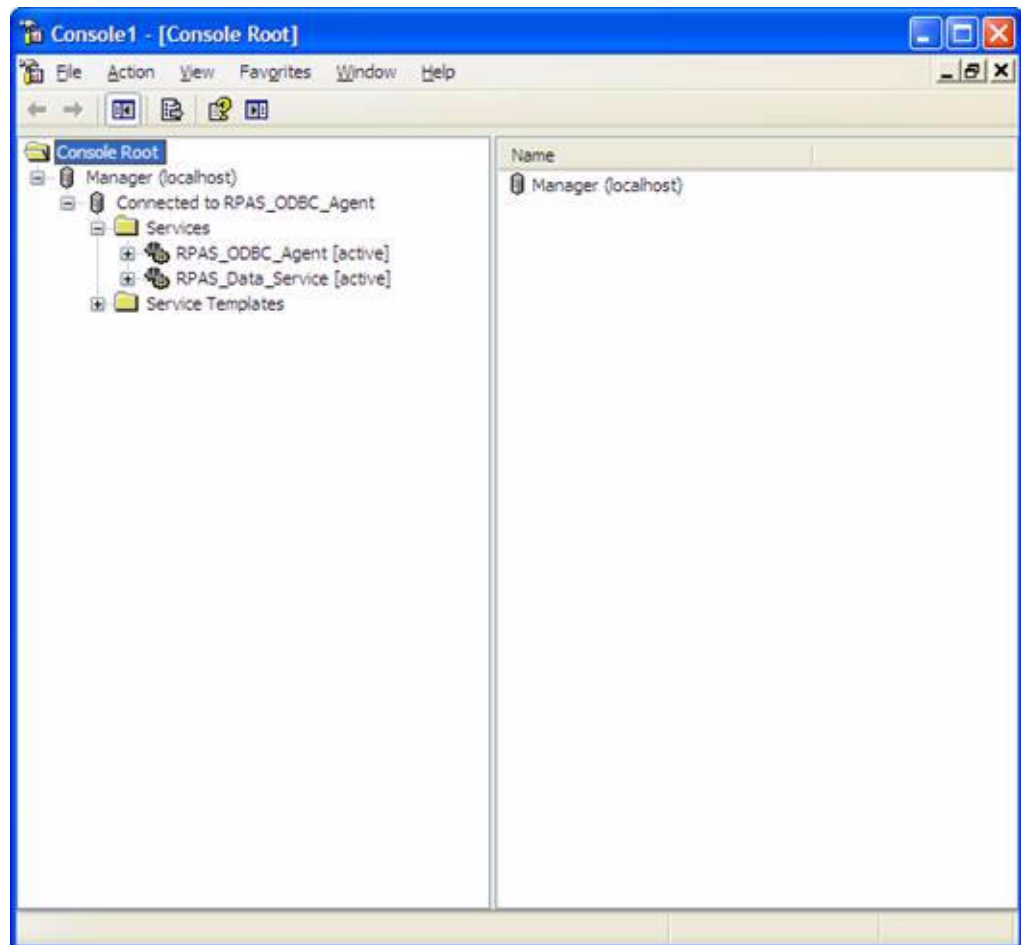 Console1 - [Console Root]
File Action View Favorites Window Help
Console Root
Manager (localhost)
Connected to RPAS_ODBC_Agent
Services
RPAS_ODBC_Agent [active]
RPAS_Data_Service [active]
Service Templates
Name
Manager (localhost)